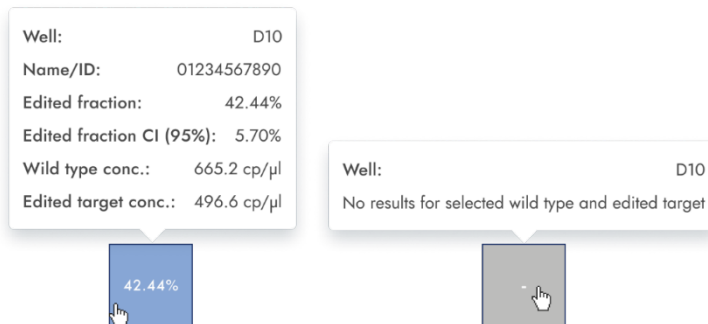 Well: D10
Name/ID: 01234567890
Edited fraction: 42.44%
Edited fraction CI (95%): 5.70%
Wild type conc.: 665.2 cp/µl
Edited target conc.: 496.6 cp/µl
42.44%
Well: D10
No results for selected wild type and edited target
-